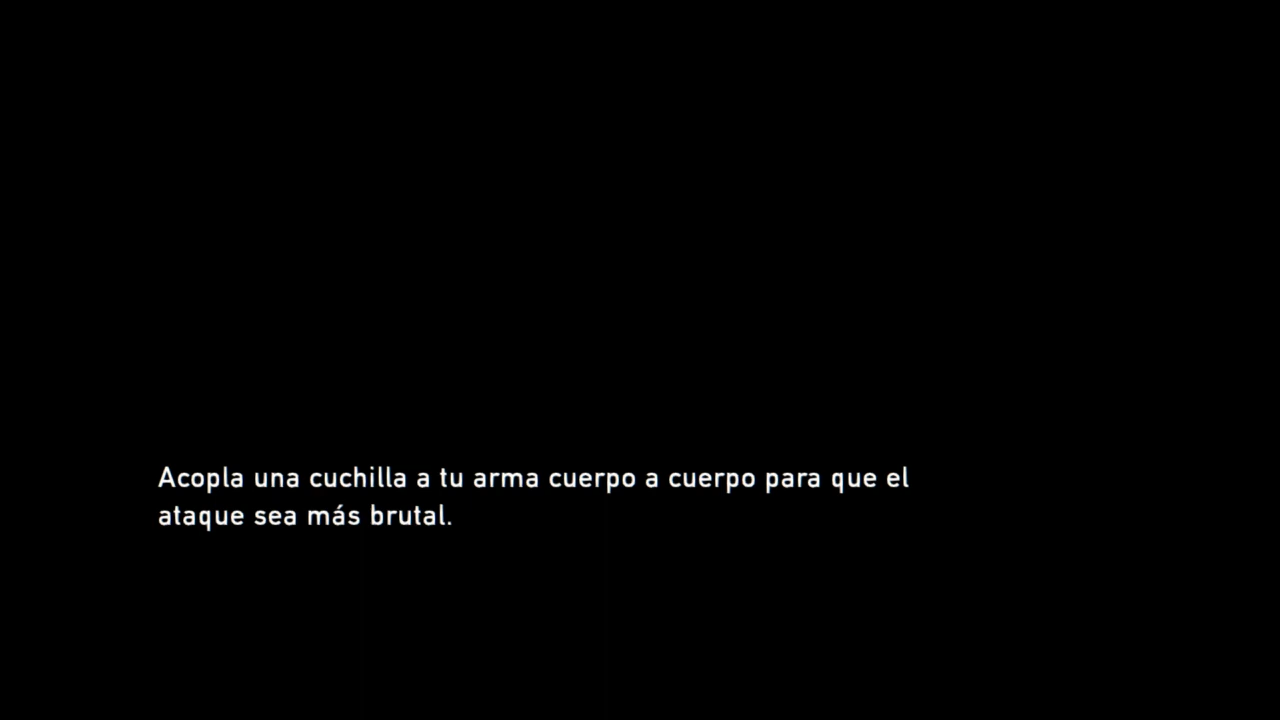 Acopla una cuchilla a tu arma cuerpo a cuerpo para que el
ataque sea más brutal.